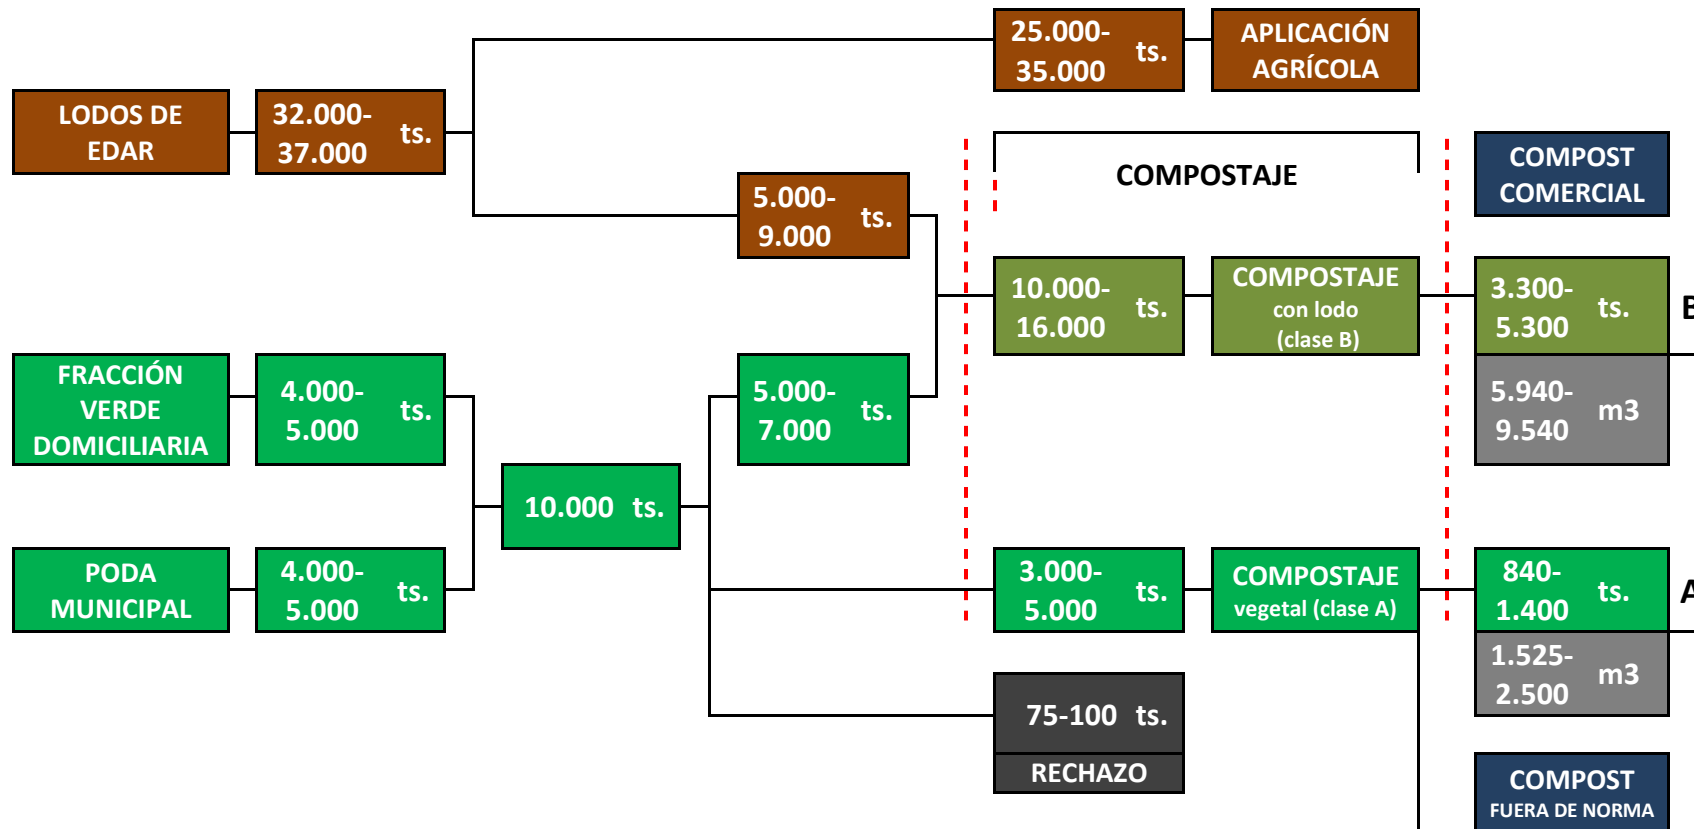 25.000-
35.000
ts.
APLICACIÓN
AGRÍCOLA
LODOS DE
EDAR
32.000-
37.000
ts.
COMPOSTAJE
COMPOST
COMERCIAL
5.000-
9.000
ts.
10.000-
16.000
ts.
COMPOSTAJE
con lodo
(clase B)
3.300-
5.300
ts.
B
5.940-
9.540
m3
FRACCIÓN
VERDE
DOMICILIARIA
4.000-
5.000
ts.
5.000-
7.000
ts.
10.000 ts.
PODA
MUNICIPAL
4.000-
5.000
ts.
3.000-
5.000
ts.
COMPOSTAJE
vegetal (clase A)
840-
1.400
ts.
A
1.525-
2.500
m3
75-100 ts.
RECHAZO
COMPOST
FUERA DE NORMA